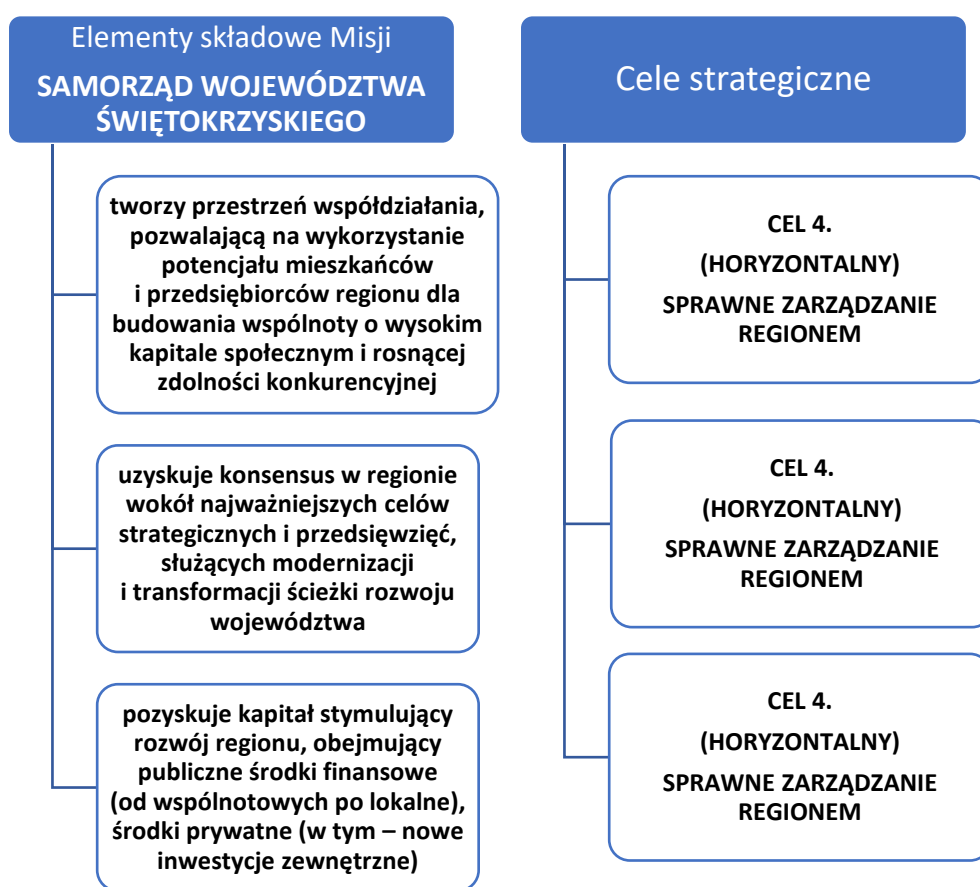 Elementy składowe Misji
SAMORZĄD WOJEWÓDZTWA
ŚWIĘTOKRZYSKIEGO
tworzy przestrzeń współdziałania,
pozwalającą na wykorzystanie
potencjału mieszkańców
i przedsiębiorców regionu dla
budowania wspólnoty o wysokim
kapitale społecznym i rosnącej
zdolności konkurencyjnej
uzyskuje konsensus w regionie
wokół najważniejszych celów
strategicznych i przedsięwzięć,
służących modernizacji
i transformacji ścieżki rozwoju
województwa
pozyskuje kapitał stymulujący
rozwój regionu, obejmujący
publiczne środki finansowe
(od wspólnotowych po lokalne),
środki prywatne (w tym – nowe
inwestycje zewnętrzne)
Cele strategiczne
CEL 4.
(HORYZONTALNY)
SPRAWNE ZARZĄDZANIE
REGIONEM
CEL 4.
(HORYZONTALNY)
SPRAWNE ZARZĄDZANIE
REGIONEM
CEL 4.
(HORYZONTALNY)
SPRAWNE ZARZĄDZANIE
REGIONEM